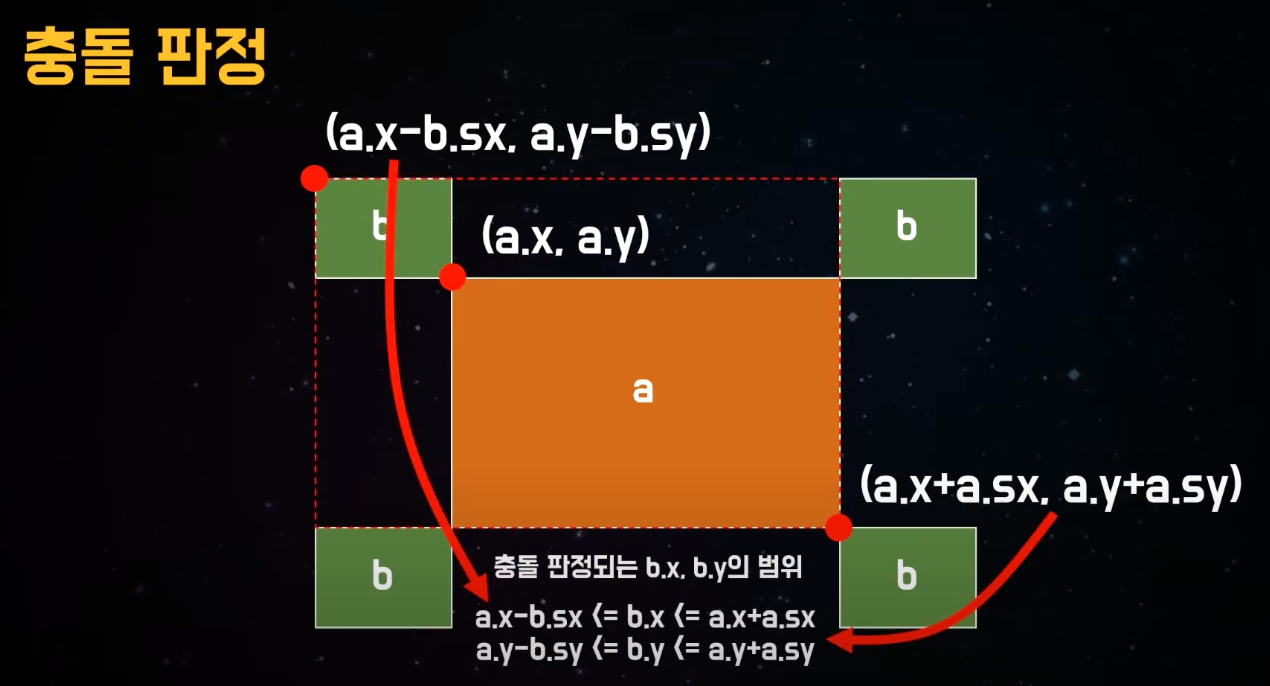 충돌 판정
(a.x-b.sx, a.y-b.sy)
b
(a.x, a.y)
b
a
(a.x+a.sx, a.y+a.sy)
b
충돌 판정되는 b.x, b.y의 범위
b
a.x-b.sx <= b.x <= a.x+a.sx
a.y-b.sy <= b.y <= a.y+a.sy